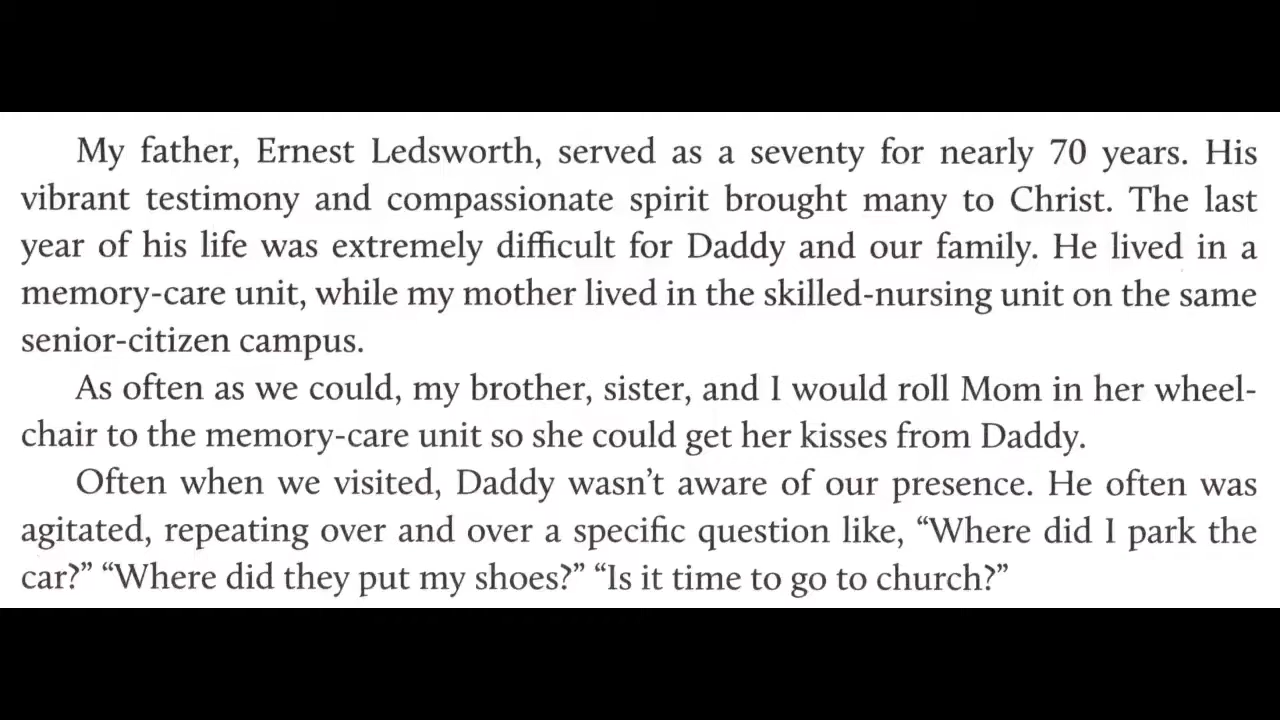 My father, Ernest Ledsworth, served as a seventy for nearly 70 years. His
vibrant testimony and compassionate spirit brought many to Christ. The last
year of his life was extremely difficult for Daddy and our family. He lived in a
memory-care unit, while my mother lived in the skilled-nursing unit on the same
senior-citizen campus.
As often as we could, my brother, sister, and I would roll Mom in her wheel-
chair to the memory-care unit so she could get her kisses from Daddy.
Often when we visited, Daddy wasn’t aware of our presence. He often was
agitated, repeating over and over a specific question like, “Where did I park the
car?” “Where did they put my shoes?” “Is it time to go to church?”